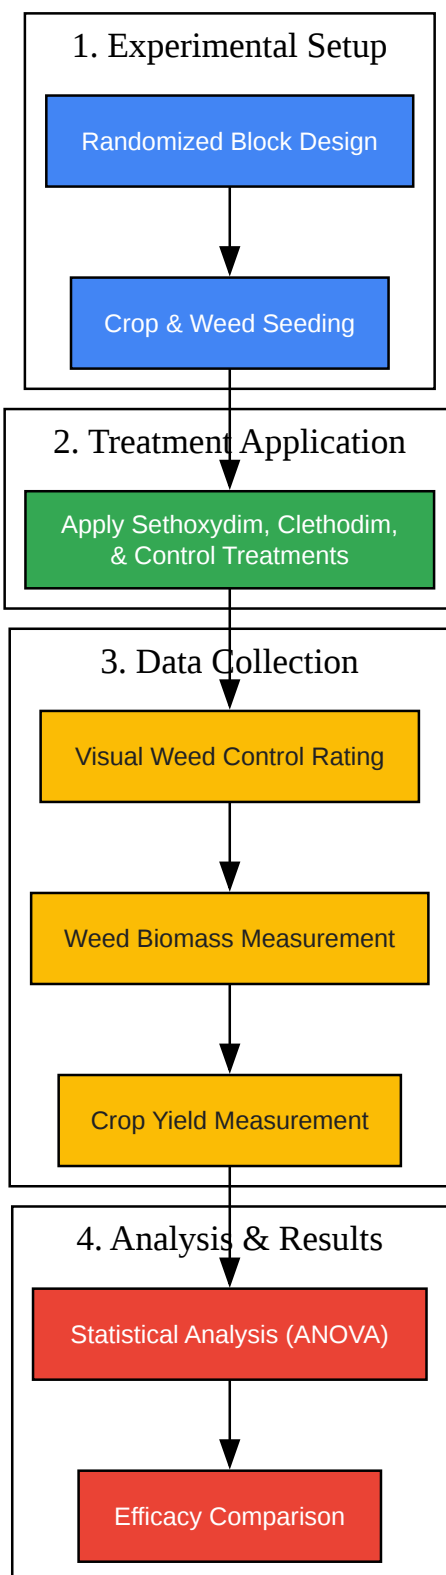 1. Experimental Setup
Randomized Block Design
Crop & Weed Seeding
2. Treatment Application
Apply Sethoxydim, Clethodim,
& Control Treatments
3. Data Collection
Visual Weed Control Rating
Weed Biomass Measurement
Crop Yield Measurement
4. Analysis & Results
Statistical Analysis (ANOVA)
Efficacy Comparison